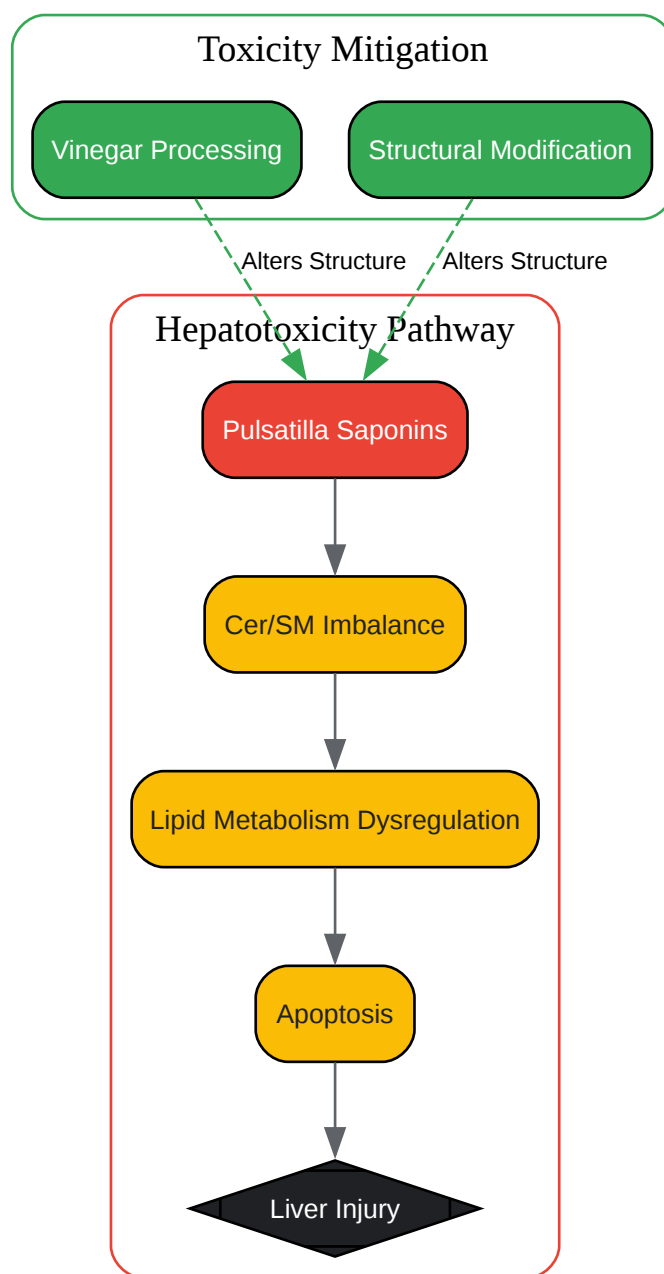 Toxicity Mitigation
Vinegar Processing
Structural Modification
Alters Structure
Alters Structure
Hepatotoxicity Pathway
Pulsatilla Saponins
Cer/SM Imbalance
Lipid Metabolism Dysregulation
Apoptosis
Liver Injury